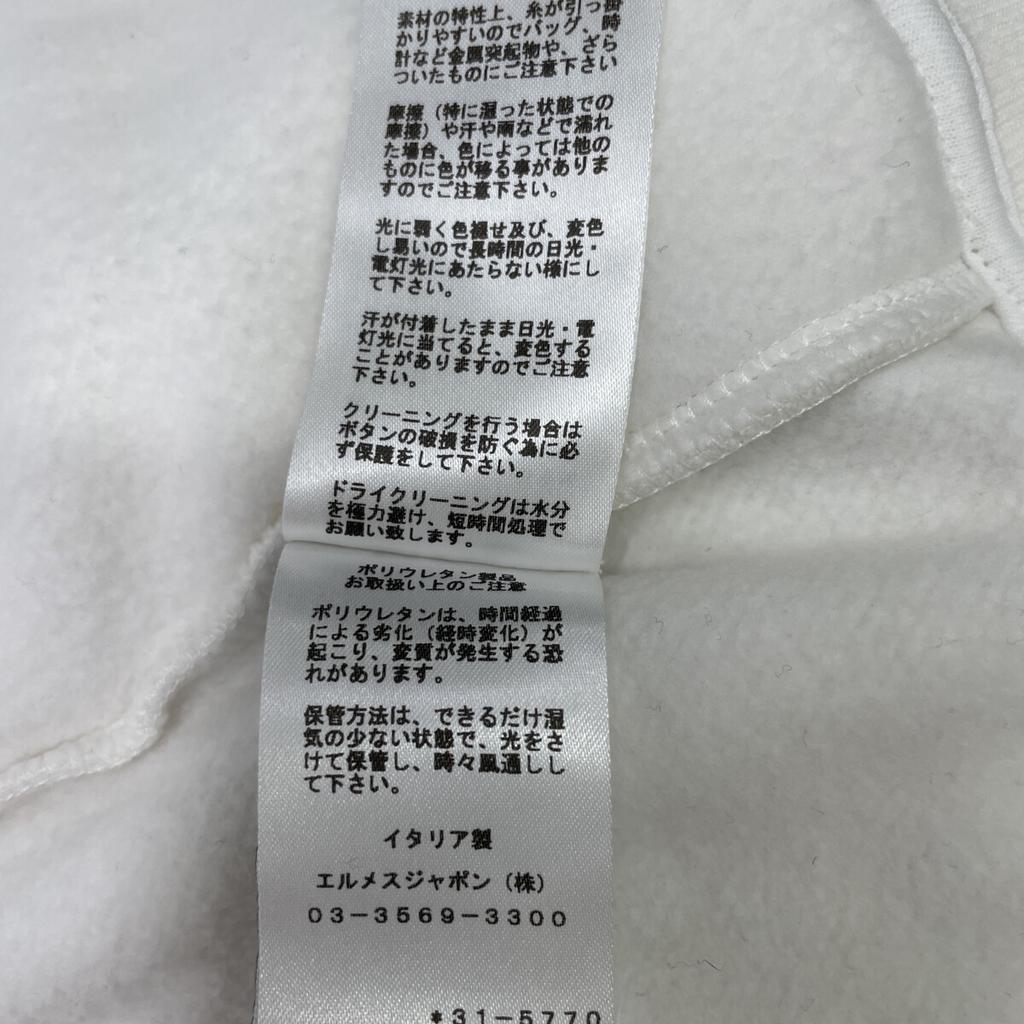 素材の特性上、糸が引っ掛
かりやすいのでバッグ、時
計など金属突起物や、ざら
ついたものにご注意下さい
摩擦（特に湿った状態での
摩擦）や汗や雨などで濡れ
た場合、色によっては他の
ものに色が移る事がありま
すのでご注意下さい。
光に弱く色褪せ及び、変色
し易いので長時間の日光・
電灯光にあたらない様にし
て下さい。
汗が付着したまま日光・電
灯光に当てると、変色する
ことがありますのでご注意
下さい。
クリーニングを行う場合は
ボタンの破損を防ぐ為に必
ず保護をして下さい。
ドライクリーニングは水分
を極力避け、短時間処理で
お願い致します。
ポリウレタン製品
お取扱い上のご注意
ポリウレタンは、時間経過
による劣化（経時変化）が
起こり、変質が発生する恐
れがあります。
保管方法は、できるだけ湿
気の少ない状態で、光をさ
けて保管し、時々風通しし
て下さい。
イタリア製
エルメスジャポン（株）
03－3569－3300
*31-5770